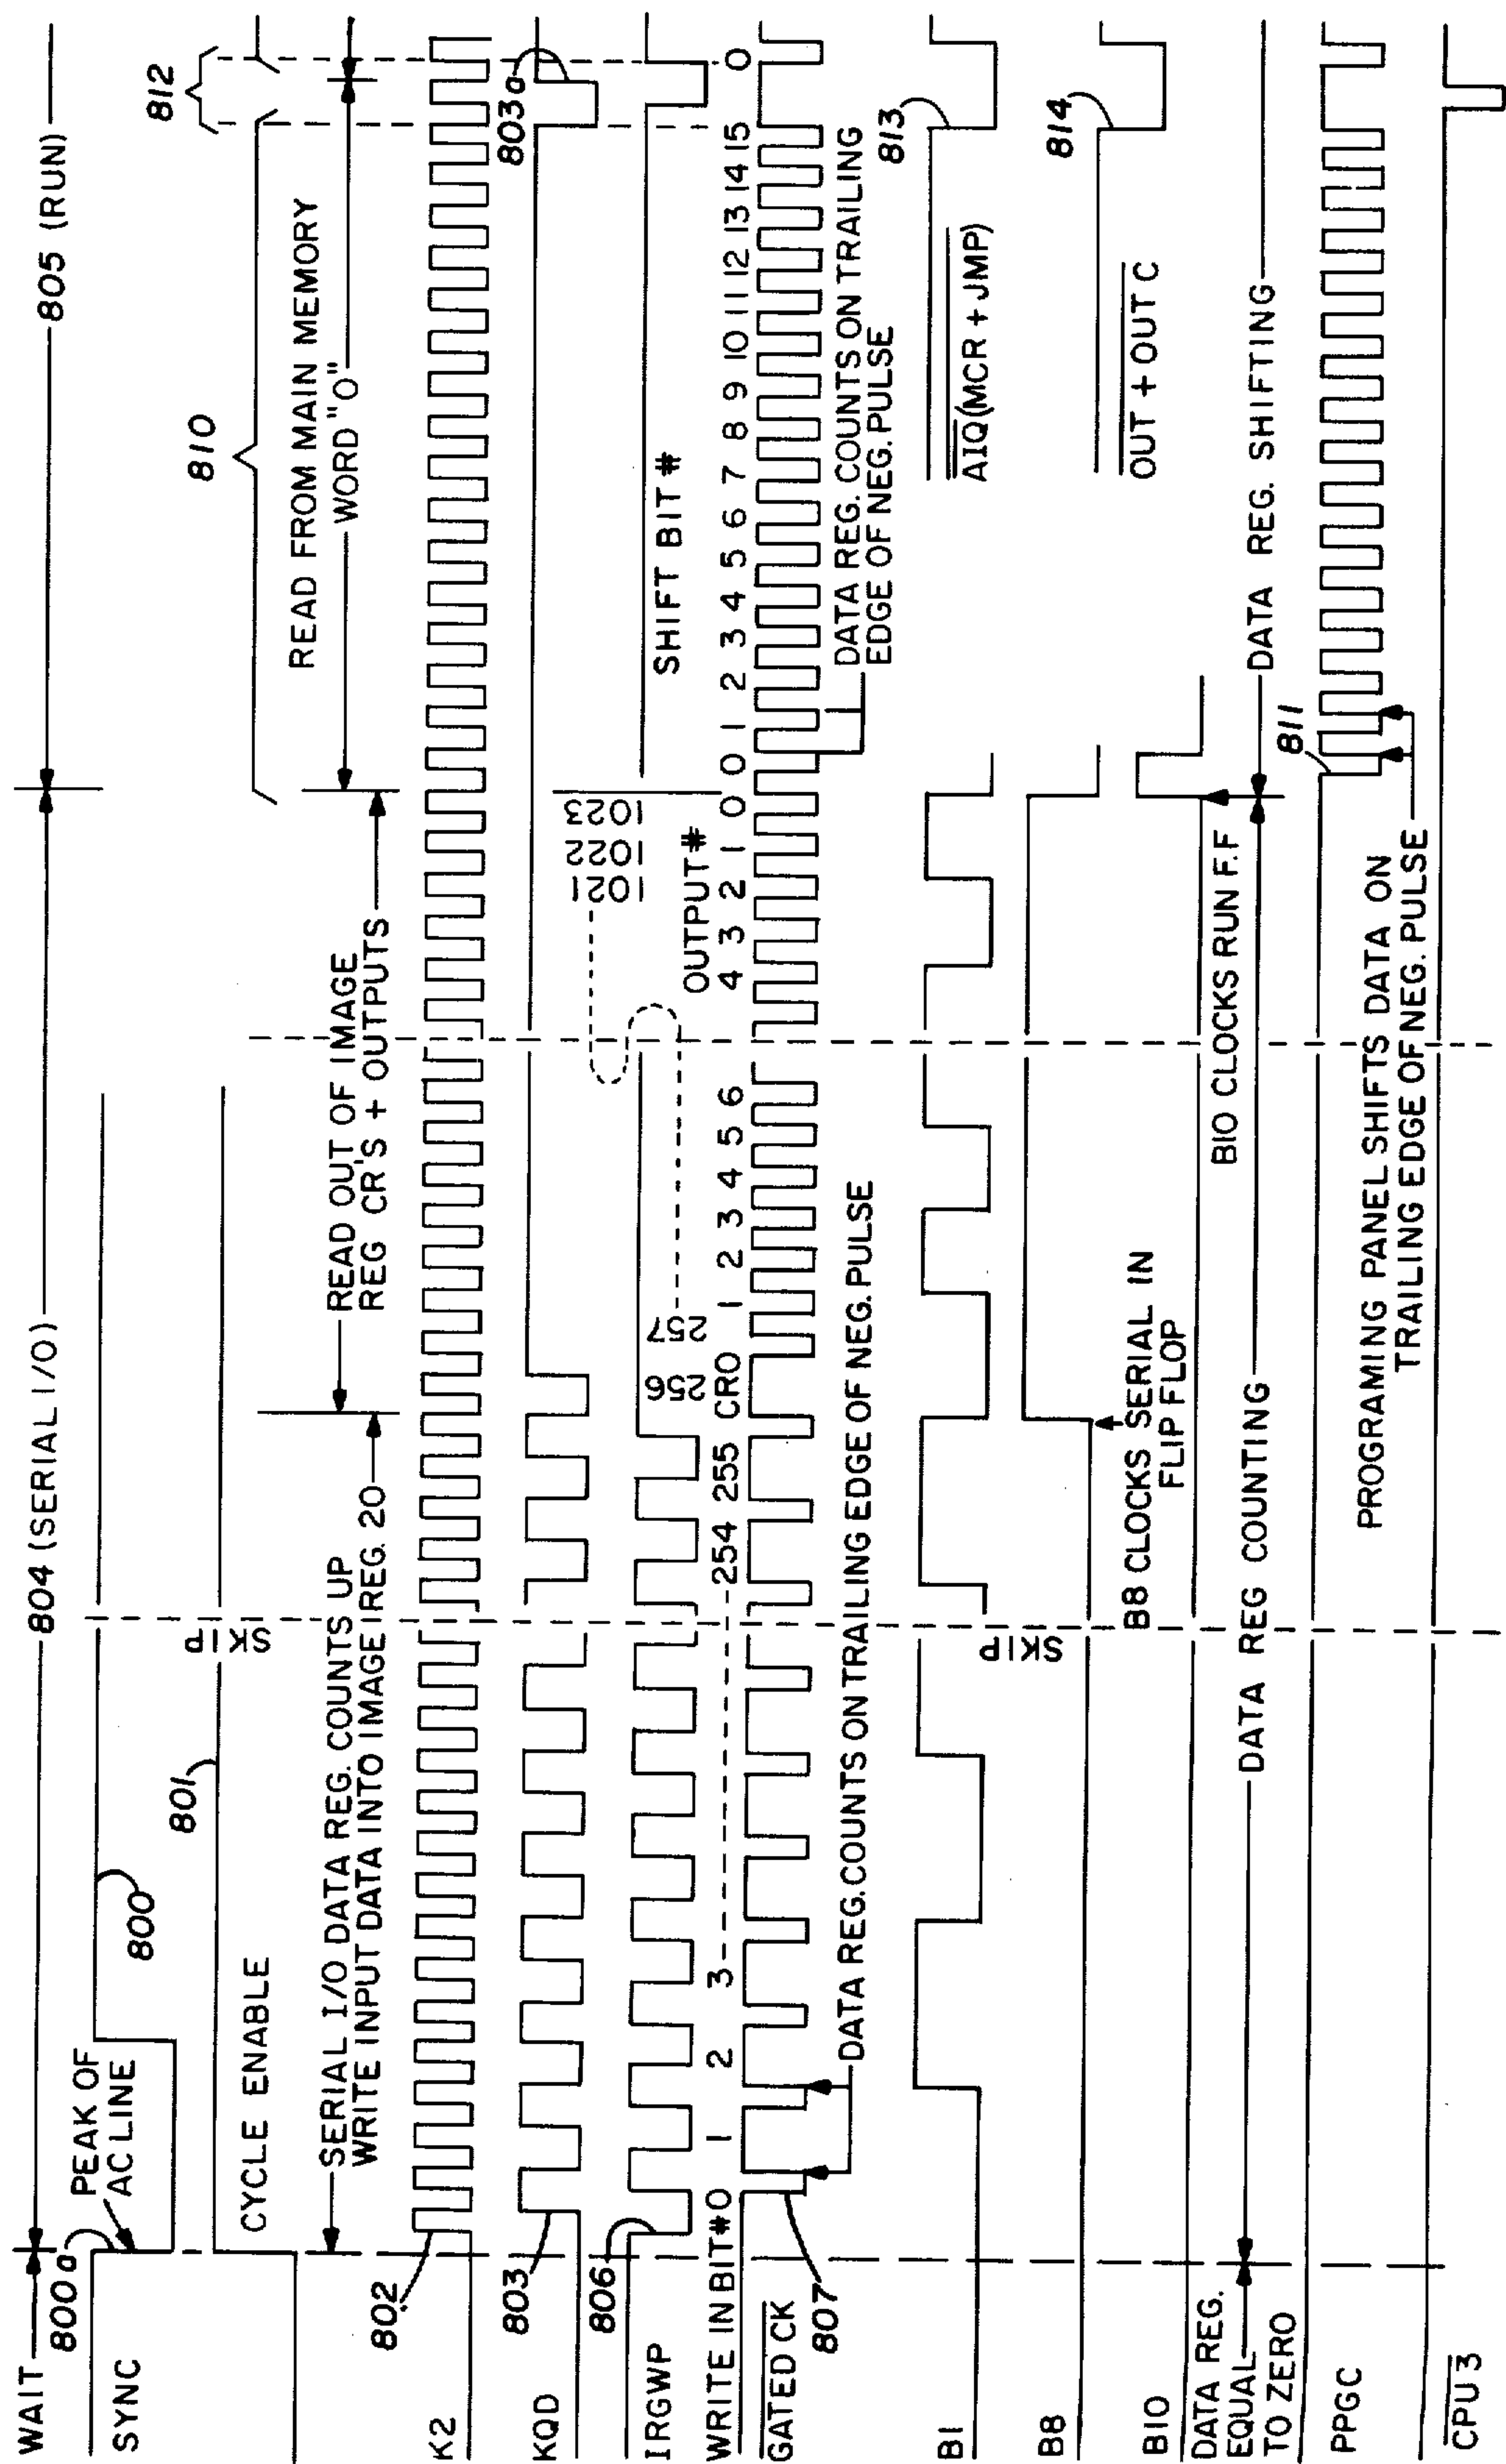 WAIT
804 (SERIAL I/O)
805 (RUN)
800a
SYNC
PEAK OF
AC LINE
800
CYCLE ENABLE
801
SKIP
810
812
SERIAL I/O DATA REG. COUNTS UP
WRITE INPUT DATA INTO IMAGE REG. 20
READ OUT OF IMAGE
REG CR'S + OUTPUTS
READ FROM MAIN MEMORY
WORD "O"
K2
802
KQD
803
803a
IRGWP
806
256
257
1021
1022
1023
OUTPUT #
SHIFT BIT #
WRITE IN BIT #0 1 2 3 254 255 CRO 1 2 3 4 5 6 4 3 2 1 0 0 1 2 3 4 5 6 7 8 9 10 11 12 13 14 15 0
GATED CK
807
DATA REG. COUNTS ON TRAILING EDGE OF NEG. PULSE
DATA REG. COUNTS ON TRAILING
EDGE OF NEG. PULSE
B1
SKIP
AIQ(MCR + JMP)
813
B8
B8 CLOCKS SERIAL IN
FLIP FLOP
OUT + OUT C
814
B10
B10 CLOCKS RUN F.F
DATA REG.
EQUAL
TO ZERO
DATA REG COUNTING
DATA REG. SHIFTING
PPGC
811
PROGRAMING PANEL SHIFTS DATA ON
TRAILING EDGE OF NEG. PULSE
CPU 3